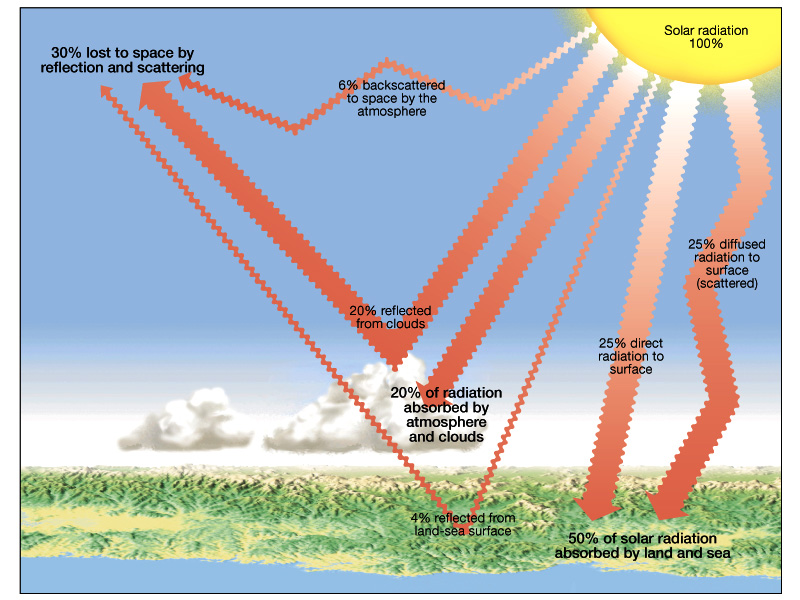 Solar radiation
100%
30% lost to space by
reflection and scattering
6% backscattered
to space by the
atmosphere
25% diffused
radiation to
surface
(scattered)
20% reflected
from clouds
25% direct
radiation to
surface
20% of radiation
absorbed by
atmosphere
and clouds
4% reflected from
land-sea surface
50% of solar radiation
absorbed by land and sea